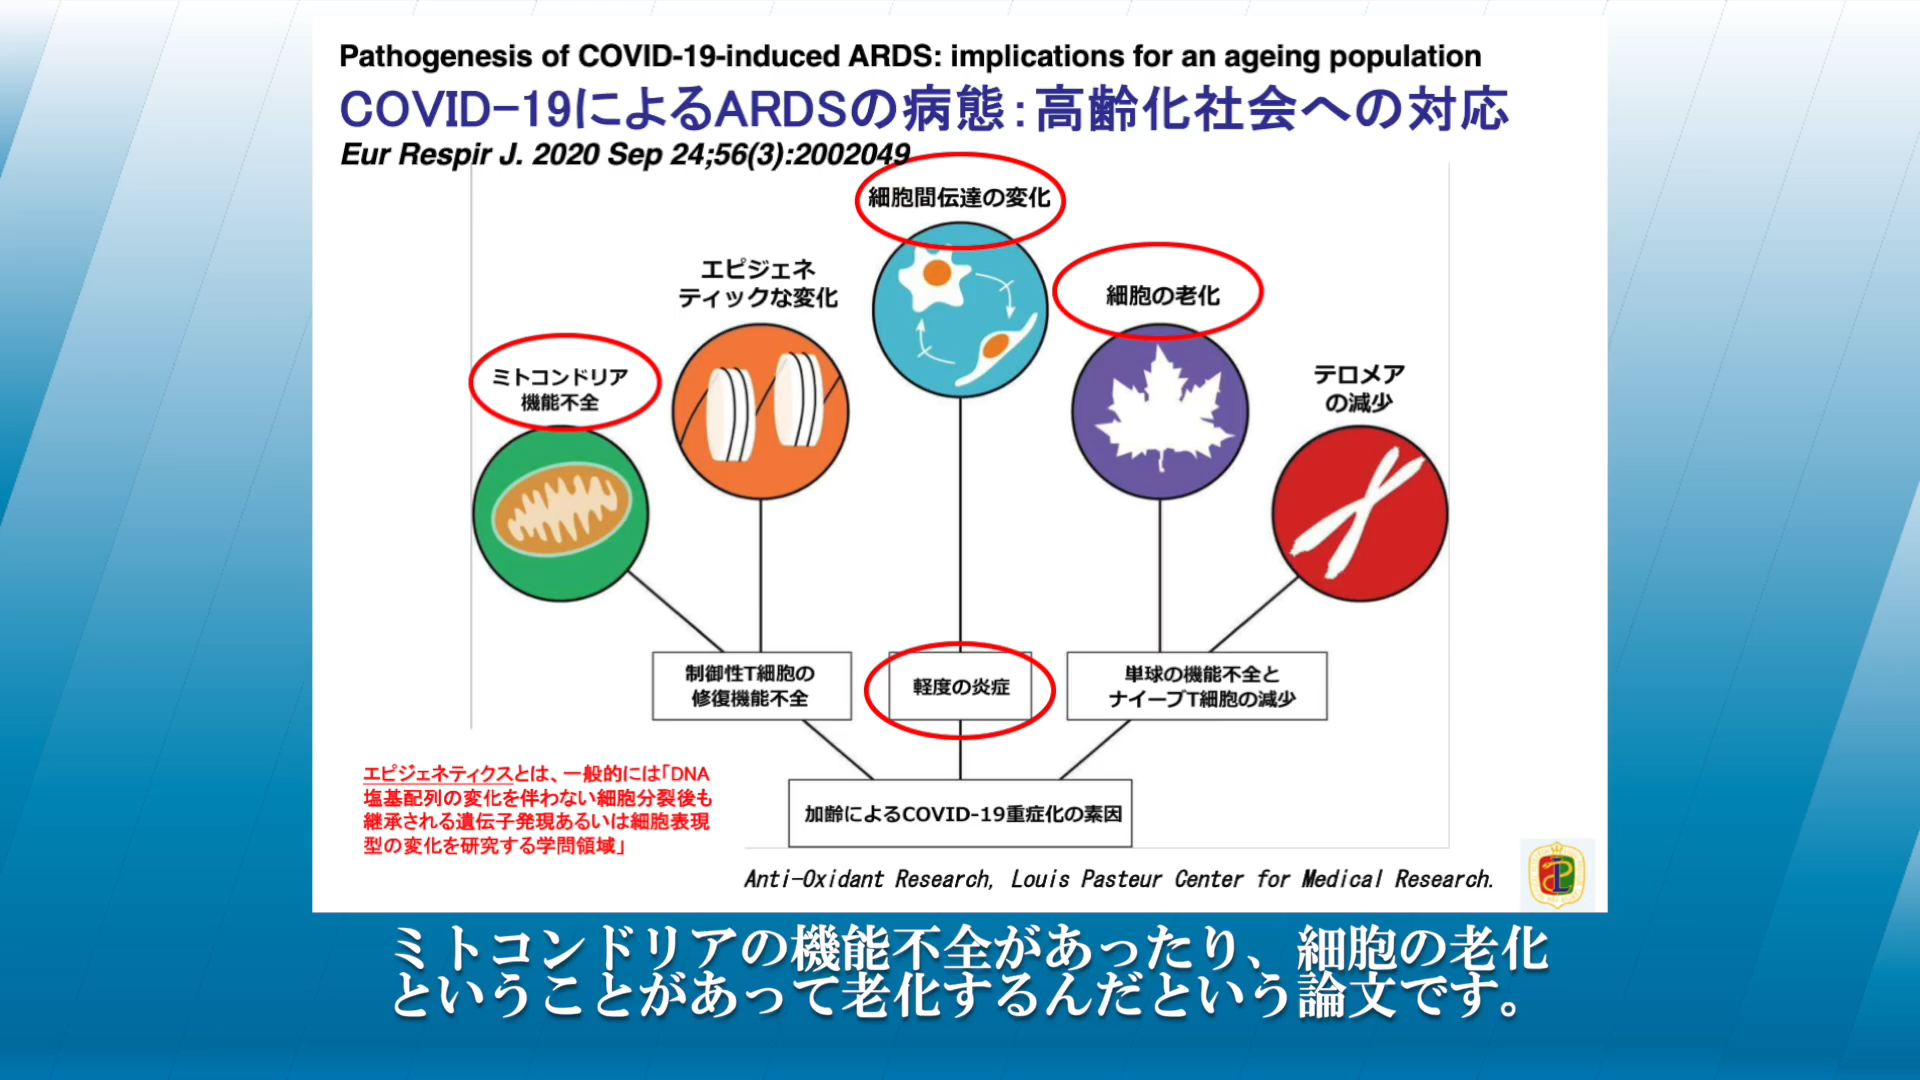 Pathogenesis of COVID-19-induced ARDS: implications for an ageing population
COVID-19によるARDSの病態：高齢化社会への対応
Eur Respir J. 2020 Sep 24;56(3):2002049
細胞間伝達の変化
エピジェネ
ティックな変化
細胞の老化
ミトコンドリア
機能不全
テロメア
の減少
制御性T細胞の
修復機能不全
軽度の炎症
単球の機能不全と
ナイーブT細胞の減少
加齢によるCOVID-19重症化の素因
エピジェネティクスとは、一般的には「DNA
塩基配列の変化を伴わない細胞分裂後も
継承される遺伝子発現あるいは細胞表現
型の変化を研究する学問領域」
Anti-Oxidant Research, Louis Pasteur Center for Medical Research.
ミトコンドリアの機能不全があったり、細胞の老化
ということがあって老化するんだという論文です。